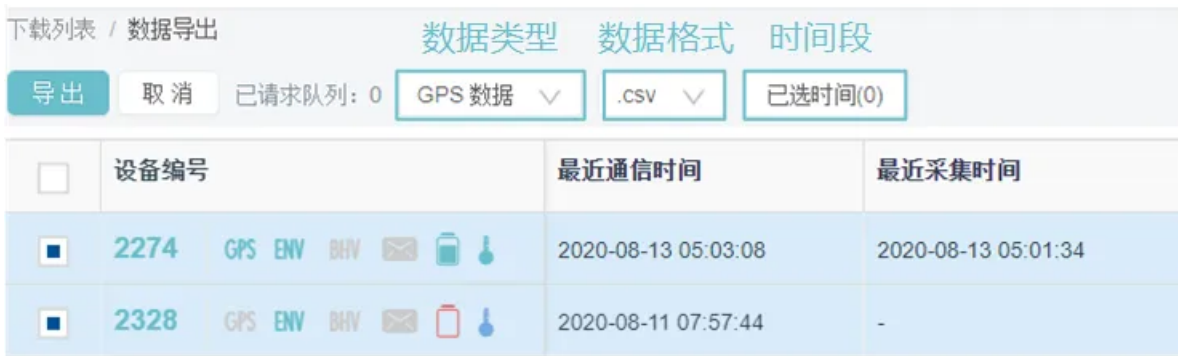 下载列表 / 数据导出
数据类型 数据格式 时间段
导出 取消 已请求队列：0 GPS 数据 .csv 已选时间(0)
设备编号 最近通信时间 最近采集时间
2274 GPS ENV BHV 2020-08-13 05:03:08 2020-08-13 05:01:34
2328 GPS ENV BHV 2020-08-11 07:57:44 -